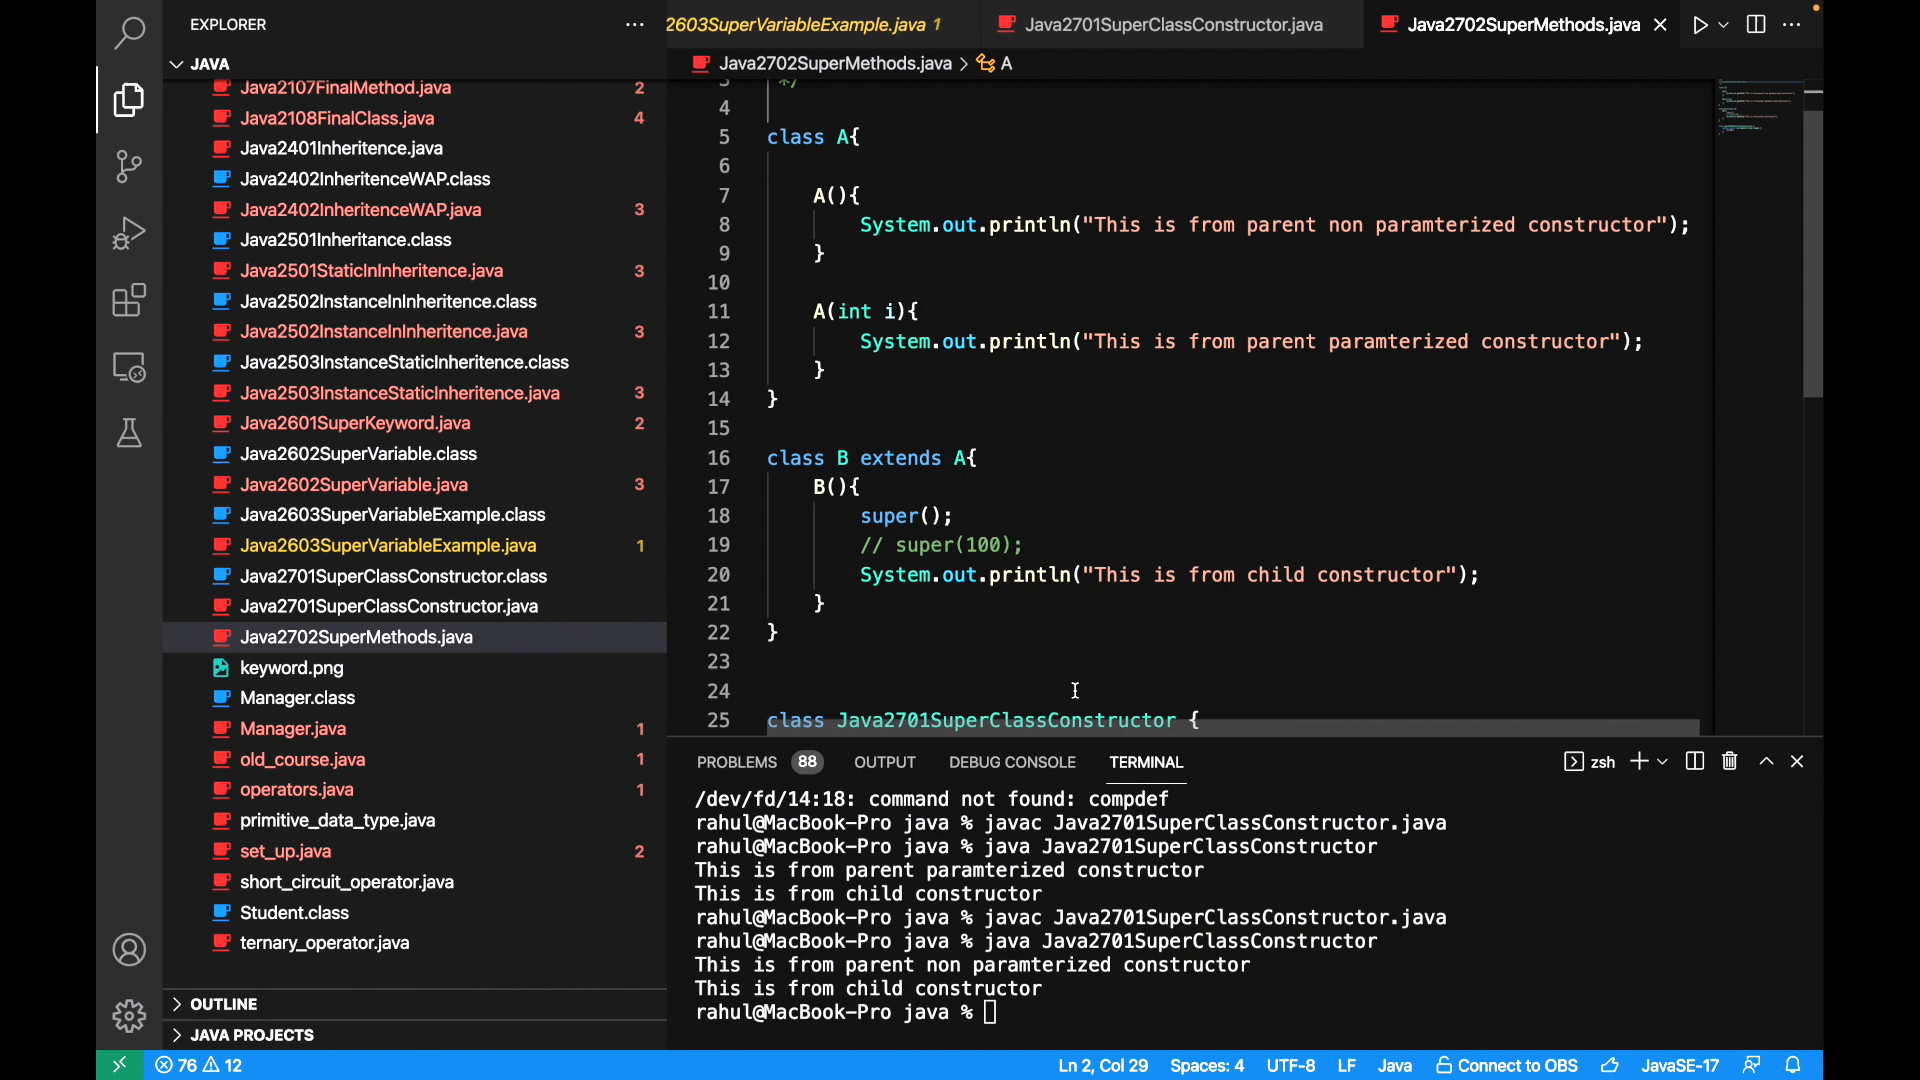 EXPLORER
2603SuperVariableExample.java 1
Java2701SuperClassConstructor.java
Java2702SuperMethods.java
JAVA
Java2702SuperMethods.java > A
Java2107FinalMethod.java 2
Java2108FinalClass.java 4
Java2401Inheritence.java
Java2402InheritenceWAP.class
Java2402InheritenceWAP.java 3
Java2501Inheritance.class
Java2501StaticInInheritence.java 3
Java2502InstanceInInheritence.class
Java2502InstanceInInheritence.java 3
Java2503InstanceStaticInheritence.class
Java2503InstanceStaticInheritence.java 3
Java2601SuperKeyword.java 2
Java2602SuperVariable.class
Java2602SuperVariable.java 3
Java2603SuperVariableExample.class
Java2603SuperVariableExample.java 1
Java2701SuperClassConstructor.class
Java2701SuperClassConstructor.java
Java2702SuperMethods.java
keyword.png
Manager.class
Manager.java 1
old_course.java 1
operators.java 1
primitive_data_type.java
set_up.java 2
short_circuit_operator.java
Student.class
ternary_operator.java
OUTLINE
JAVA PROJECTS
3 */
4
5 class A{
6
7 A(){
8 System.out.println("This is from parent non paramterized constructor");
9 }
10
11 A(int i){
12 System.out.println("This is from parent paramterized constructor");
13 }
14 }
15
16 class B extends A{
17 B(){
18 super();
19 // super(100);
20 System.out.println("This is from child constructor");
21 }
22 }
23
24
25 class Java2701SuperClassConstructor {
PROBLEMS 88 OUTPUT DEBUG CONSOLE TERMINAL zsh
/dev/fd/14:18: command not found: compdef
rahul@MacBook-Pro java % javac Java2701SuperClassConstructor.java
rahul@MacBook-Pro java % java Java2701SuperClassConstructor
This is from parent paramterized constructor
This is from child constructor
rahul@MacBook-Pro java % javac Java2701SuperClassConstructor.java
rahul@MacBook-Pro java % java Java2701SuperClassConstructor
This is from parent non paramterized constructor
This is from child constructor
rahul@MacBook-Pro java %
76 12 Ln 2, Col 29 Spaces: 4 UTF-8 LF Java Connect to OBS JavaSE-17